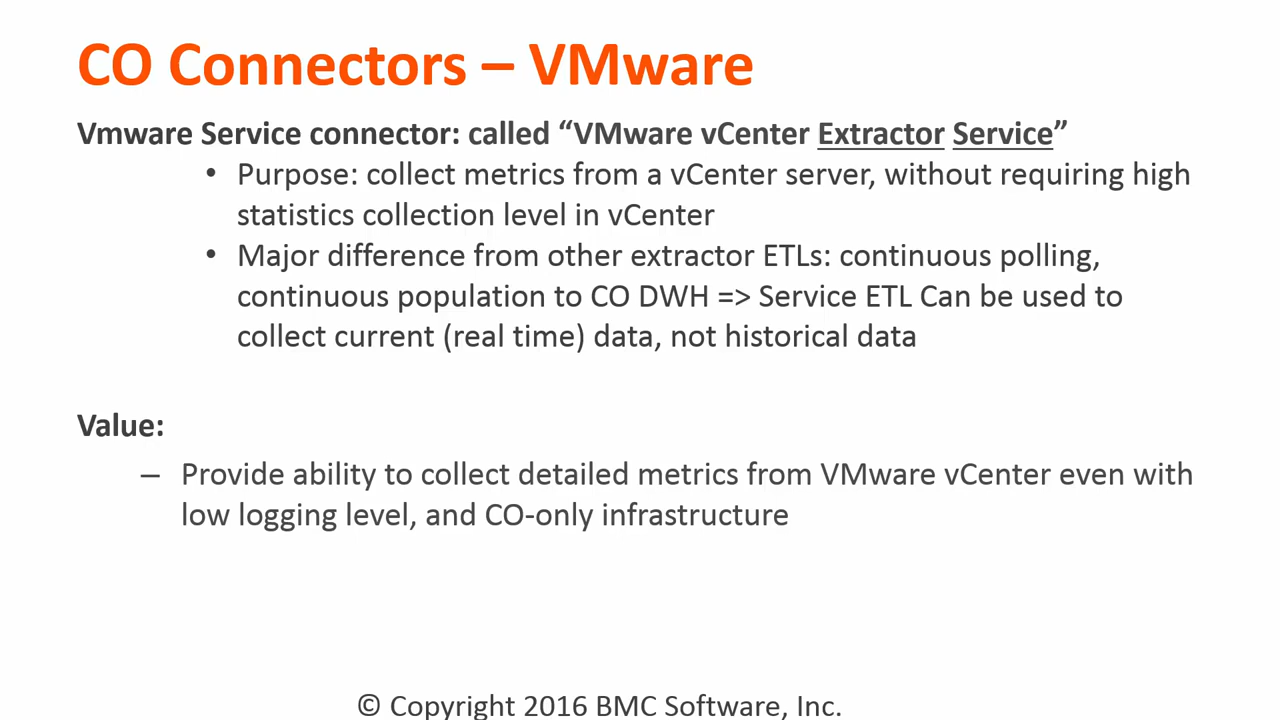 CO Connectors – VMware
Vmware Service connector: called “VMware vCenter Extractor Service”
• Purpose: collect metrics from a vCenter server, without requiring high
statistics collection level in vCenter
• Major difference from other extractor ETLs: continuous polling,
continuous population to CO DWH => Service ETL Can be used to
collect current (real time) data, not historical data
Value:
– Provide ability to collect detailed metrics from VMware vCenter even with
low logging level, and CO-only infrastructure
© Copyright 2016 BMC Software, Inc.